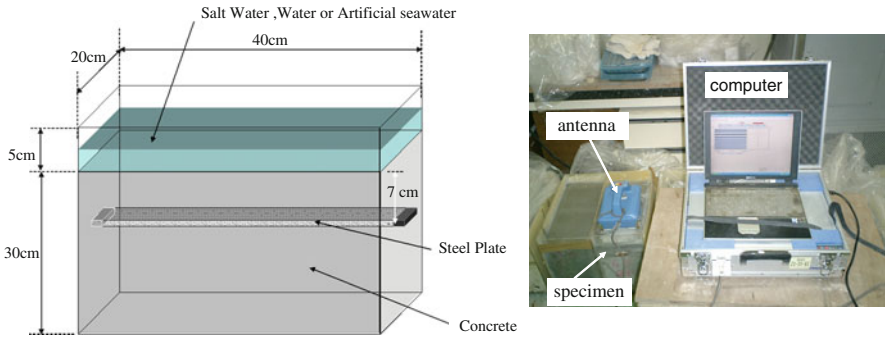 Salt Water ,Water or Artificial seawater
40cm
20cm
5cm
7 cm
30cm
Steel Plate
Concrete
computer
antenna
specimen